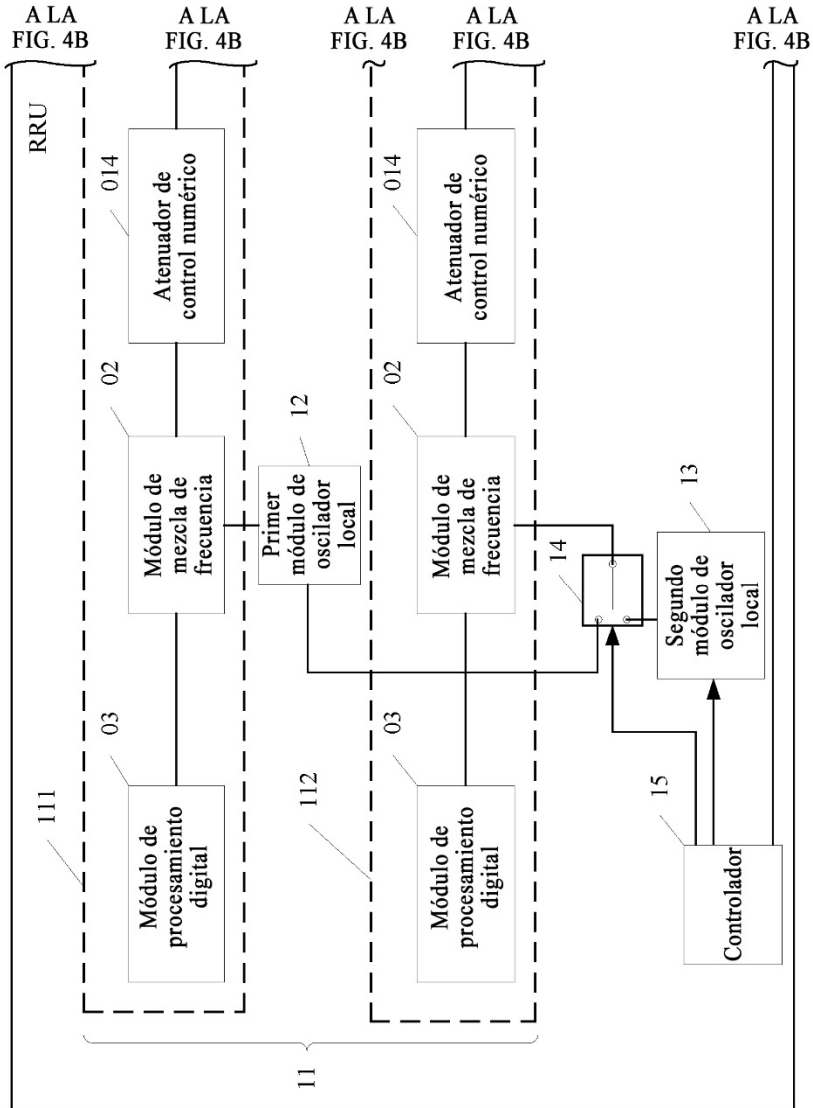 A LA
FIG. 4B
A LA
FIG. 4B
A LA
FIG. 4B
A LA
FIG. 4B
A LA
FIG. 4B
RRU
111
03
Módulo de
procesamiento
digital
02
Módulo de
mezcla de
frecuencia
014
Atenuador de
control numérico
12
Primer
módulo de
oscilador
local
11
112
03
Módulo de
procesamiento
digital
02
Módulo de
mezcla de
frecuencia
014
Atenuador de
control numérico
14
13
Segundo
módulo de
oscilador
local
15
Controlador